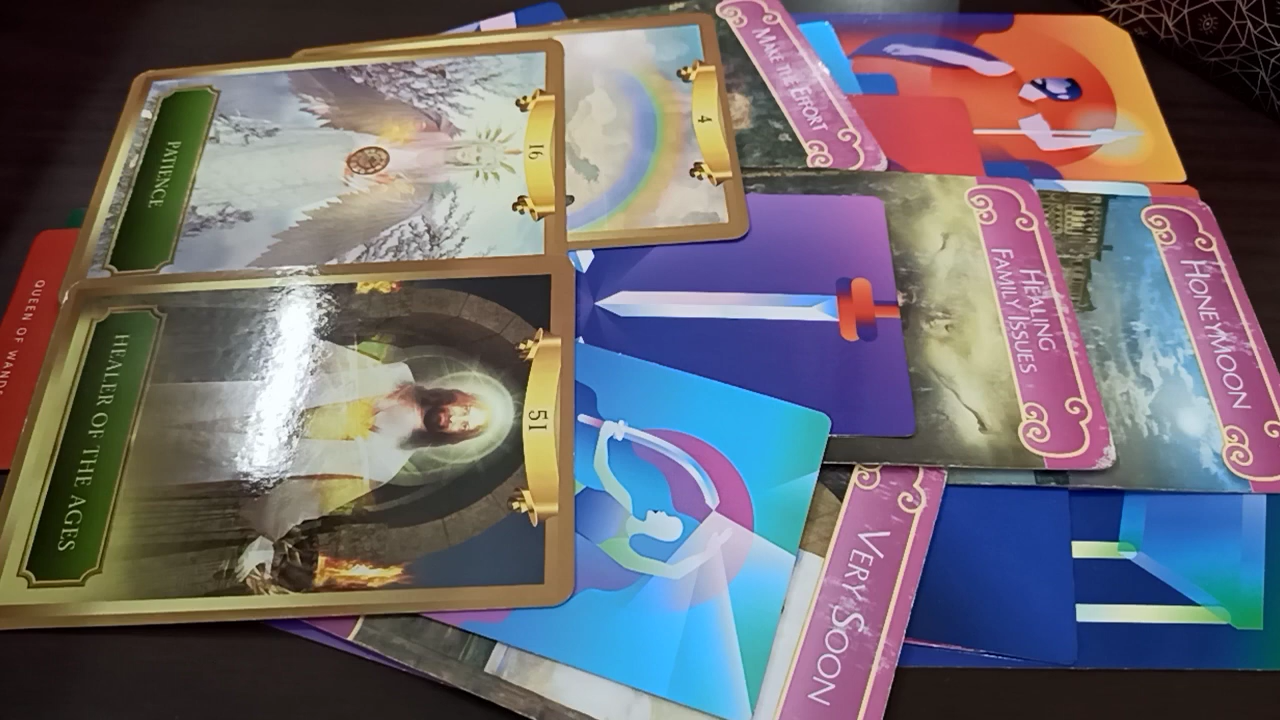 PATIENCE
16
4
MAKE THE EFFORT
HEALING
FAMILY ISSUES
HONEYMOON
QUEEN OF WANDS
HEALER OF THE AGES
51
VERY SOON